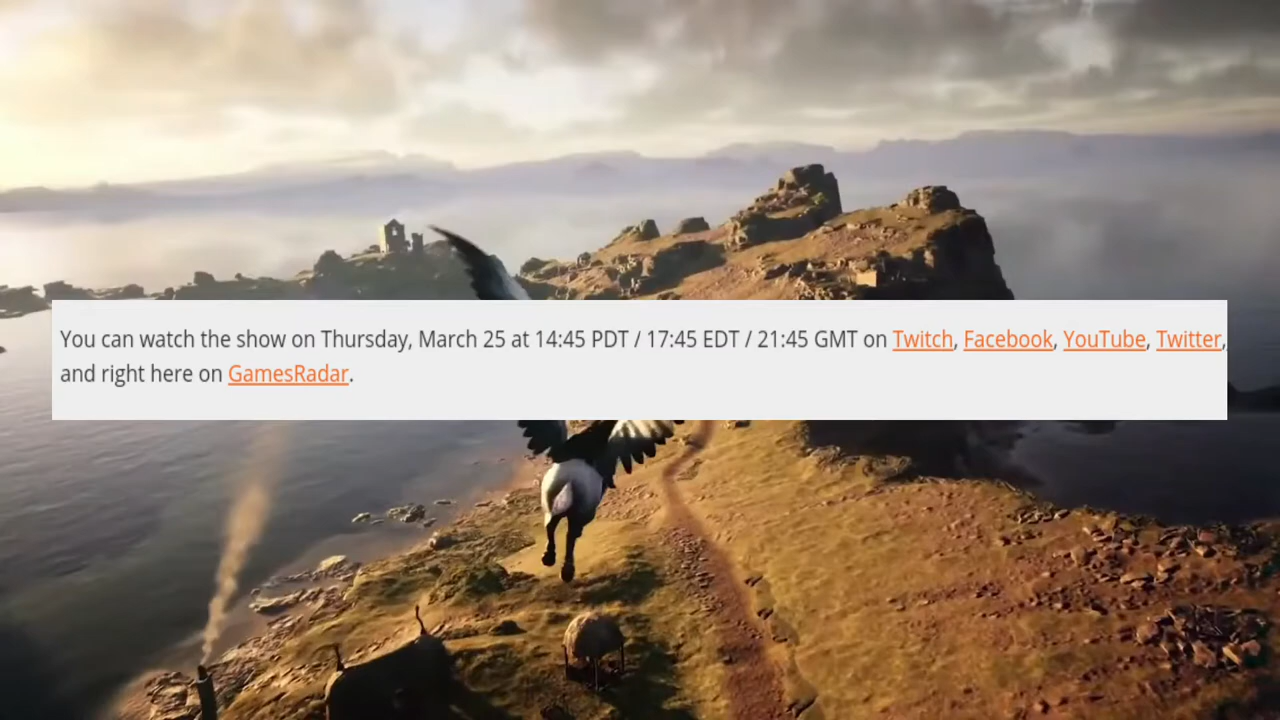 You can watch the show on Thursday, March 25 at 14:45 PDT / 17:45 EDT / 21:45 GMT on Twitch, Facebook, YouTube, Twitter,
and right here on GamesRadar.